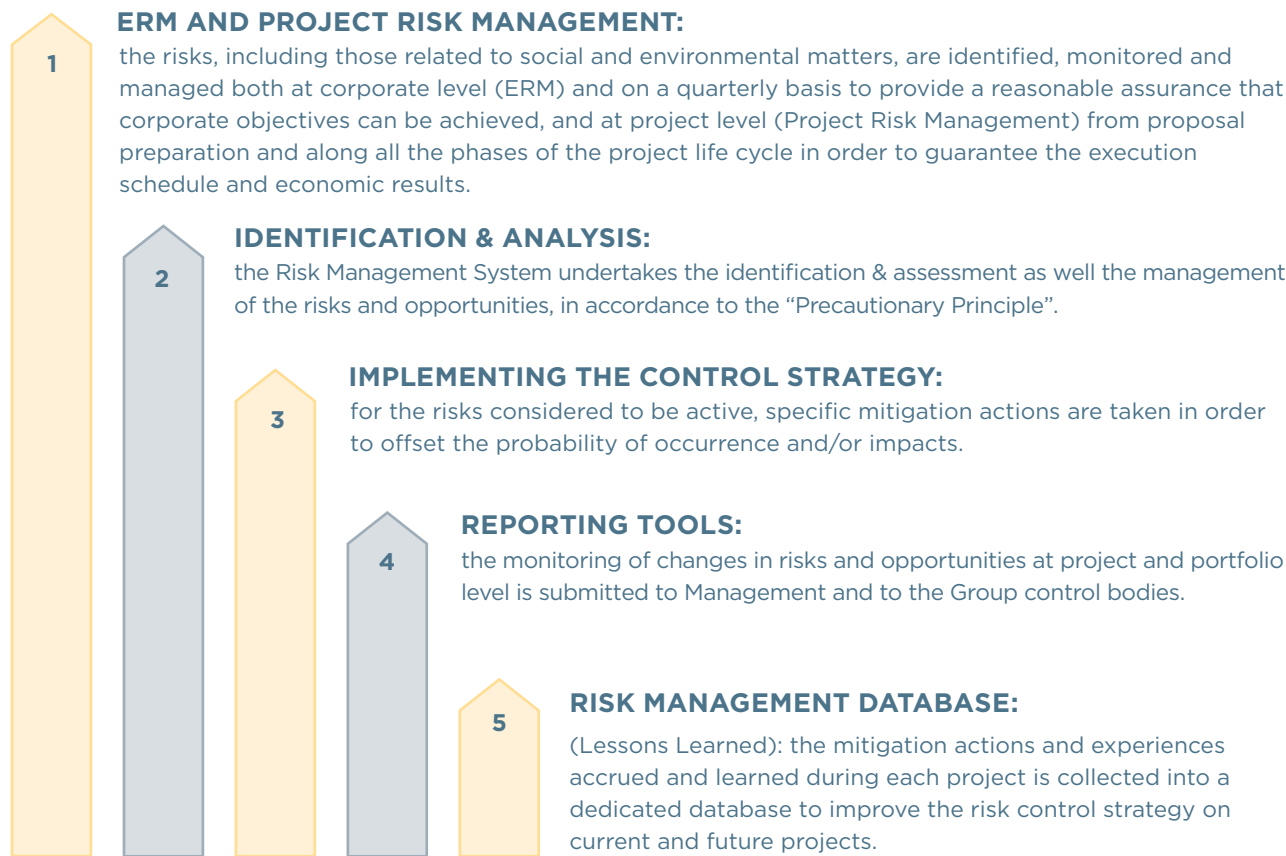 1
ERM AND PROJECT RISK MANAGEMENT:
the risks, including those related to social and environmental matters, are identified, monitored and
managed both at corporate level (ERM) and on a quarterly basis to provide a reasonable assurance that
corporate objectives can be achieved, and at project level (Project Risk Management) from proposal
preparation and along all the phases of the project life cycle in order to guarantee the execution
schedule and economic results.
2
IDENTIFICATION & ANALYSIS:
the Risk Management System undertakes the identification & assessment as well the management
of the risks and opportunities, in accordance to the “Precautionary Principle”.
3
IMPLEMENTING THE CONTROL STRATEGY:
for the risks considered to be active, specific mitigation actions are taken in order
to offset the probability of occurrence and/or impacts.
4
REPORTING TOOLS:
the monitoring of changes in risks and opportunities at project and portfolio
level is submitted to Management and to the Group control bodies.
5
RISK MANAGEMENT DATABASE:
(Lessons Learned): the mitigation actions and experiences
accrued and learned during each project is collected into a
dedicated database to improve the risk control strategy on
current and future projects.